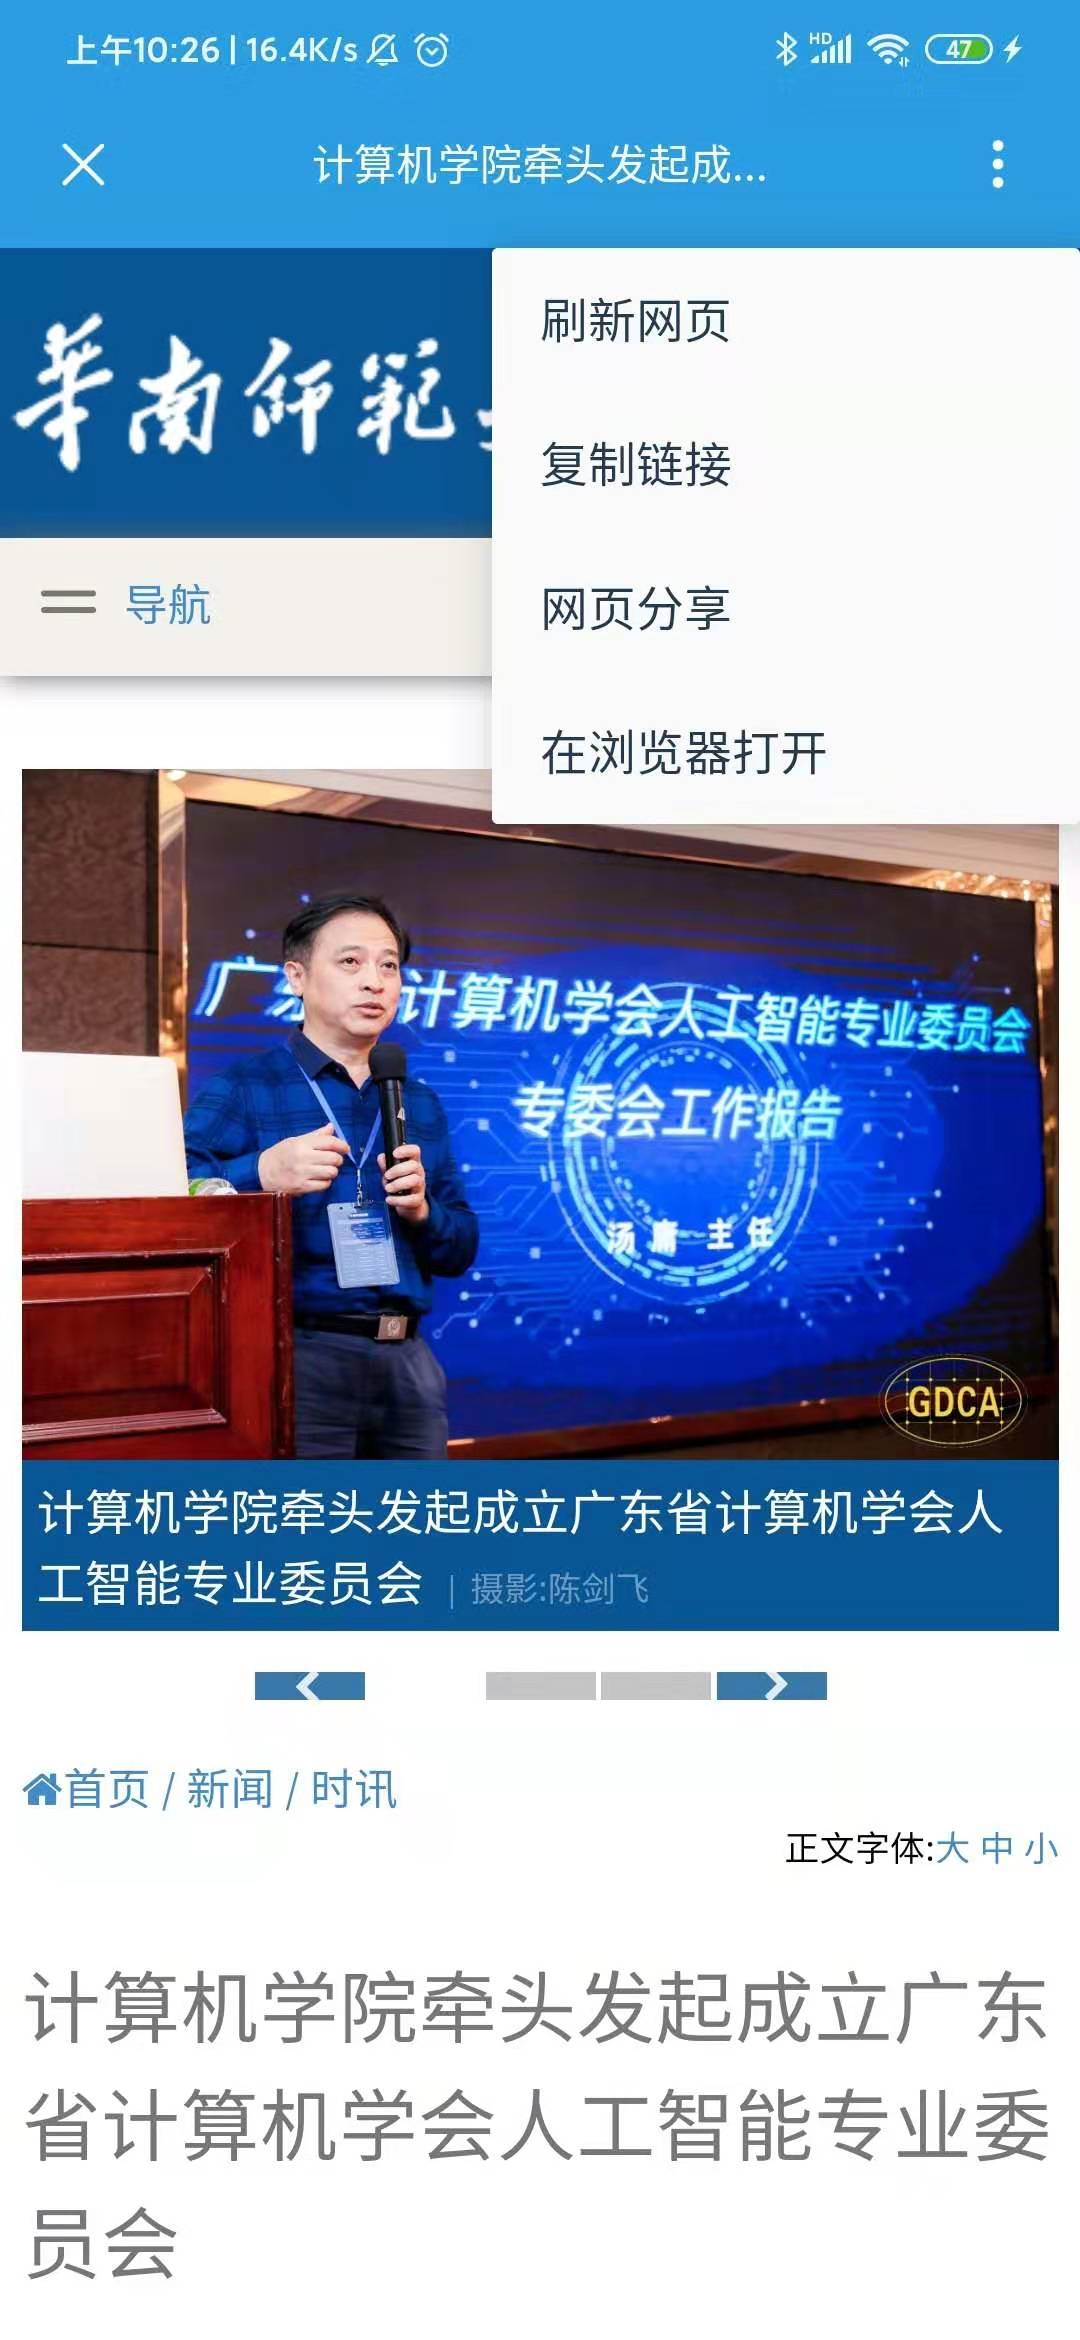 上午10:26 | 16.4K/s
HD
47
计算机学院牵头发起成...
刷新网页
复制链接
网页分享
在浏览器打开
華南师範
导航
广东 计算机学会人工智能专业委员会
专委会工作报告
汤庸 主任
GDCA
计算机学院牵头发起成立广东省计算机学会人
工智能专业委员会 | 摄影:陈剑飞
首页 / 新闻 / 时讯
正文字体:大 中 小
计算机学院牵头发起成立广东
省计算机学会人工智能专业委
员会